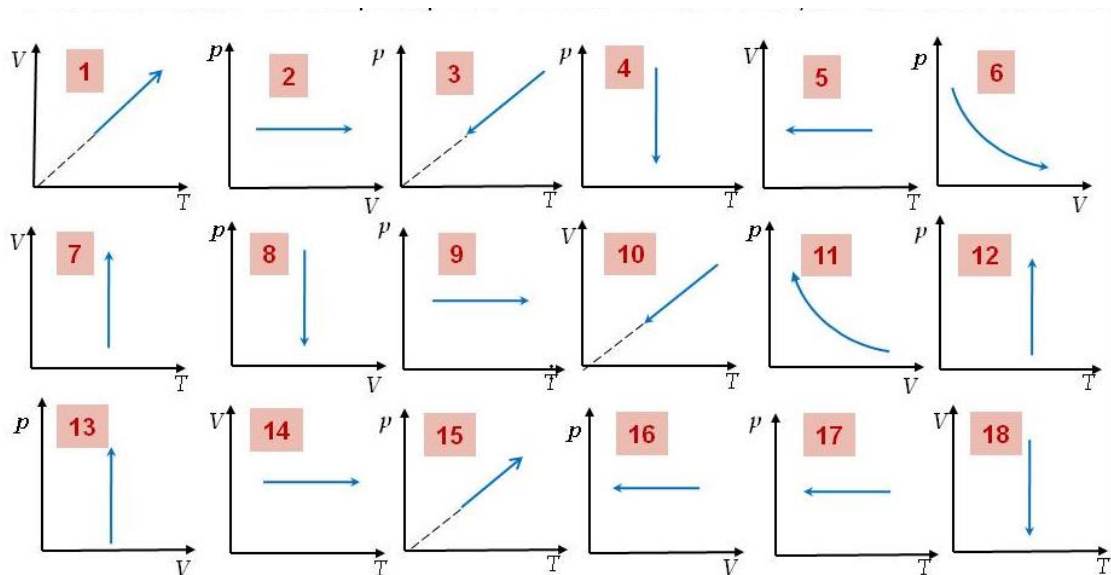 V 1 T
p 2 V
p 3 T
p 4 T
V 5 T
p 6 V
V 7 T
p 8 V
p 9 T
V 10 T
p 11 V
p 12 T
p 13 V
V 14 T
p 15 T
p 16 V
p 17 T
V 18 T